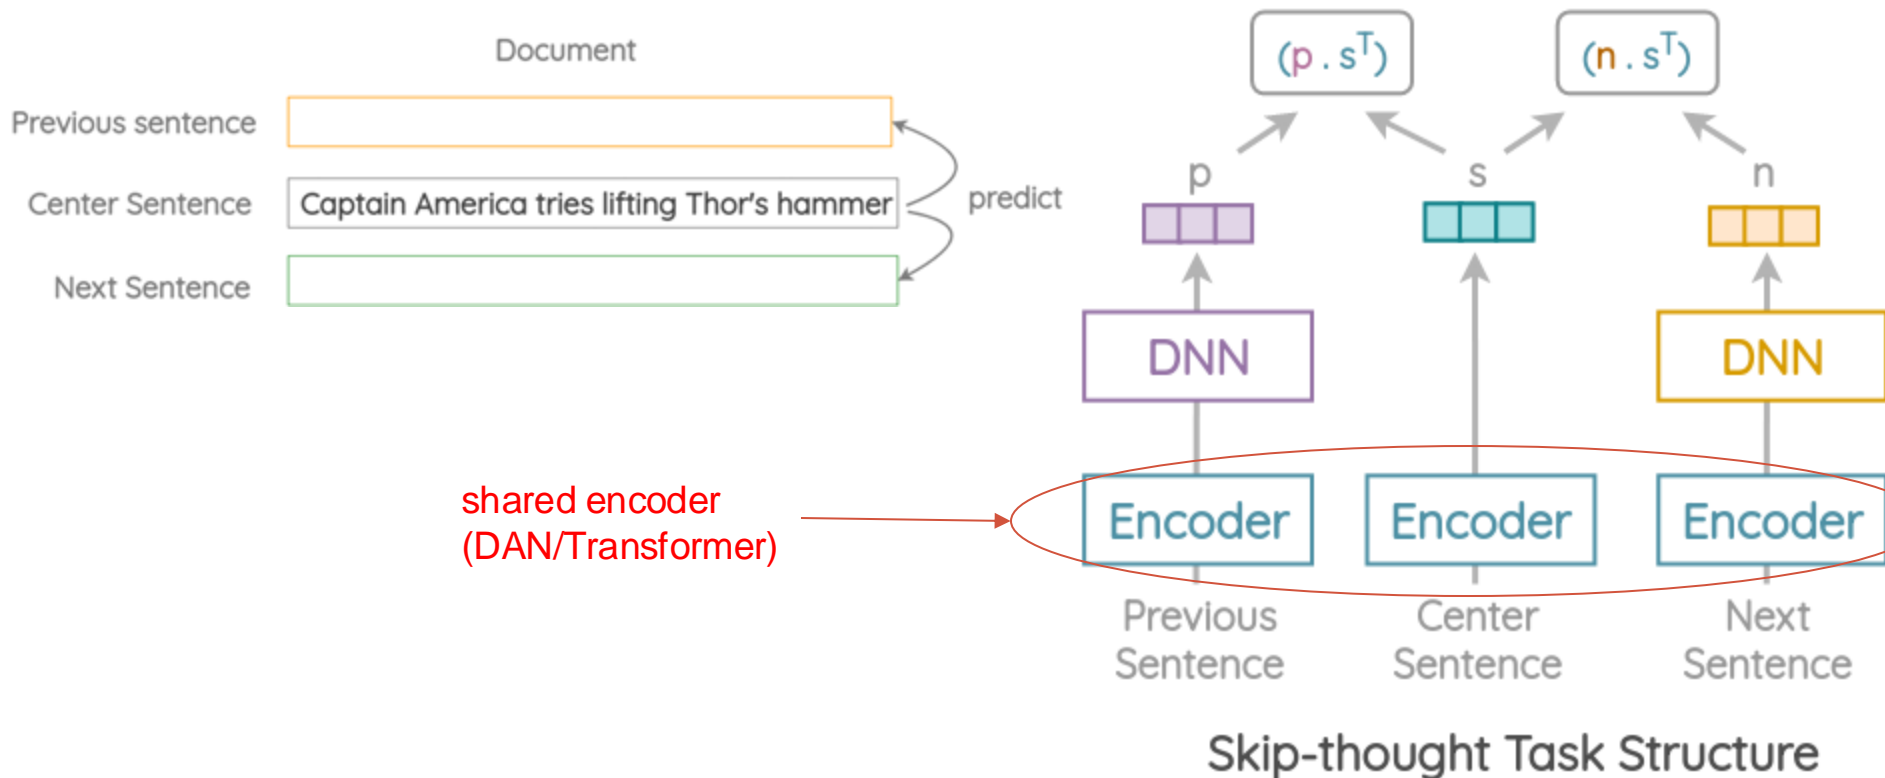 Document
Previous sentence
Center Sentence
Captain America tries lifting Thor's hammer
predict
Next Sentence
shared encoder
(DAN/Transformer)
(p . sᵀ)
(n . sᵀ)
p
s
n
DNN
DNN
Encoder
Encoder
Encoder
Previous
Sentence
Center
Sentence
Next
Sentence
Skip-thought Task Structure